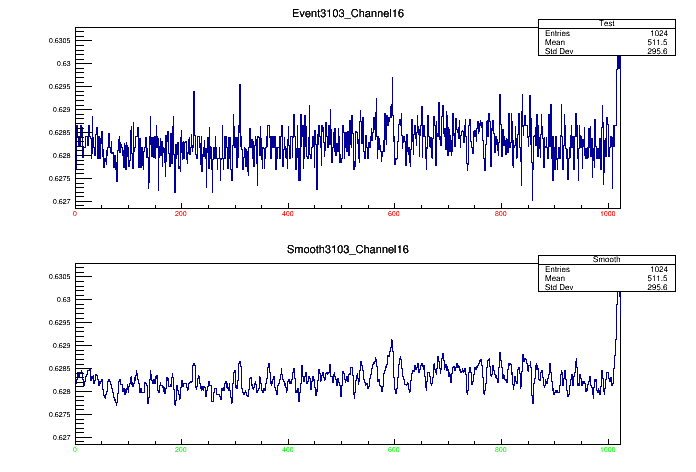 Event3103_Channel16
Test
Entries 1024
Mean 511.5
Std Dev 295.6
0.6305
0.63
0.6295
0.629
0.6285
0.628
0.6275
0.627
0 200 400 600 800 1000
Smooth3103_Channel16
Smooth
Entries 1024
Mean 511.5
Std Dev 295.6
0.6305
0.63
0.6295
0.629
0.6285
0.628
0.6275
0.627
0 200 400 600 800 1000